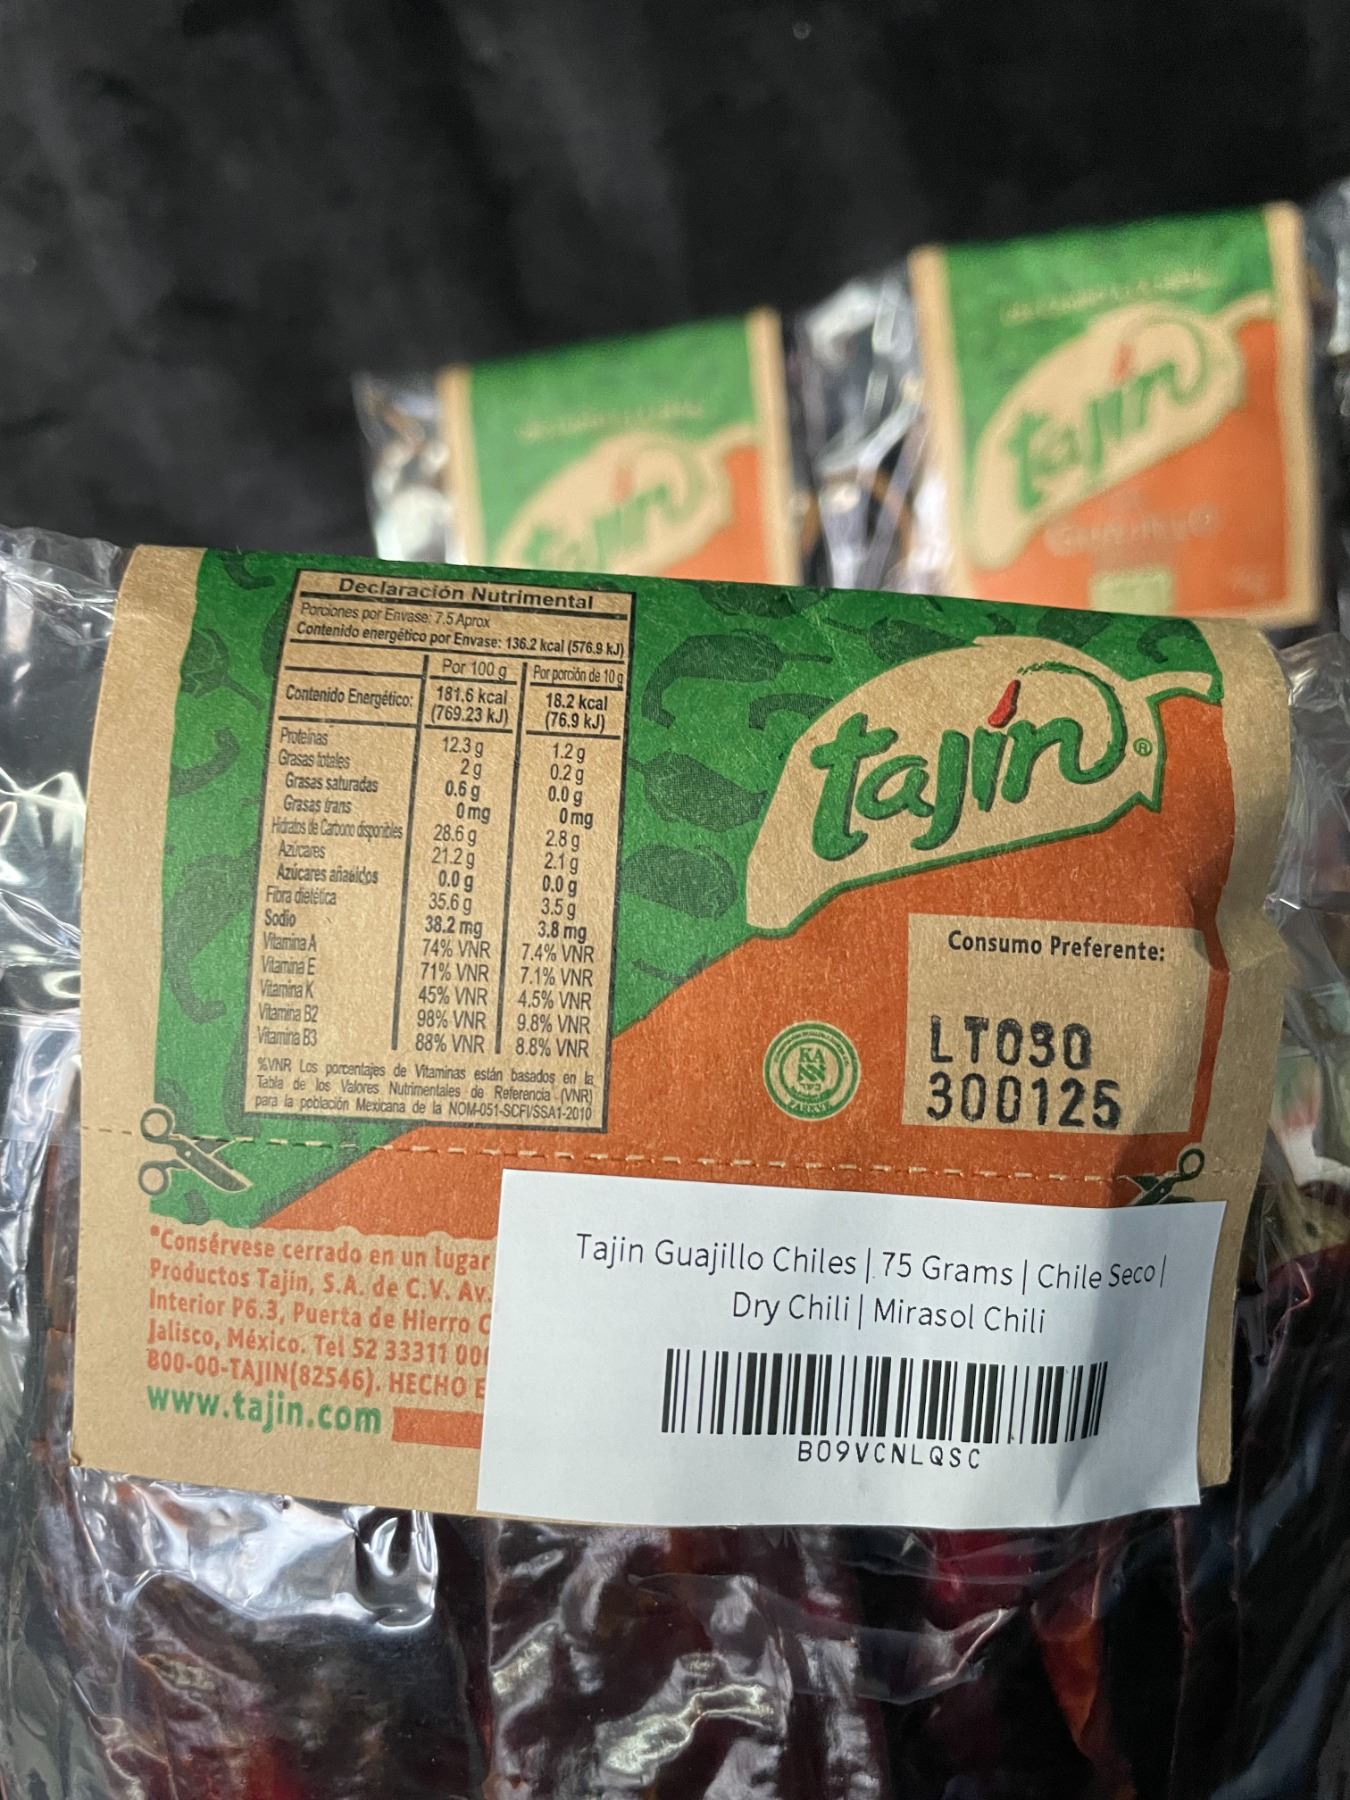 tajín
tajín
GUAJILLO
Declaración Nutrimental
Porciones por Envase: 7.5 Aprox
Contenido energético por Envase: 136.2 kcal (576.9 kJ)
Por 100 g Por porción de 10 g
Contenido Energético: 181.6 kcal 18.2 kcal
(769.23 kJ) (76.9 kJ)
Proteínas 12.3 g 1.2 g
Grasas totales 2 g 0.2 g
Grasas saturadas 0.6 g 0.0 g
Grasas trans 0 mg 0 mg
Hidratos de Carbono disponibles 28.6 g 2.8 g
Azúcares 21.2 g 2.1 g
Azúcares añadidos 0.0 g 0.0 g
Fibra dietética 35.6 g 3.5 g
Sodio 38.2 mg 3.8 mg
Vitamina A 74% VNR 7.4% VNR
Vitamina E 71% VNR 7.1% VNR
Vitamina K 45% VNR 4.5% VNR
Vitamina B2 98% VNR 9.8% VNR
Vitamina B3 88% VNR 8.8% VNR
%VNR Los porcentajes de Vitaminas están basados en la
Tabla de los Valores Nutrimentales de Referencia (VNR)
para la población Mexicana de la NOM-051-SCFI/SSA1-2010
tajín®
Consumo Preferente:
LT030
300125
KA
PARVE
"Consérvese cerrado en un lugar
Productos Tajín, S.A. de C.V. Av.
Interior P6.3, Puerta de Hierro
Jalisco, México. Tel 52 33311
800-00-TAJIN(82546). HECHO E
www.tajin.com
Tajin Guajillo Chiles | 75 Grams | Chile Seco |
Dry Chili | Mirasol Chili
B09VCNLQSC